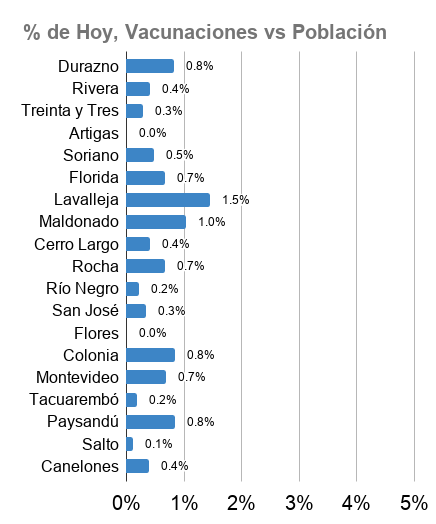 % de Hoy, Vacunaciones vs Población
Durazno 0.8%
Rivera 0.4%
Treinta y Tres 0.3%
Artigas 0.0%
Soriano 0.5%
Florida 0.7%
Lavalleja 1.5%
Maldonado 1.0%
Cerro Largo 0.4%
Rocha 0.7%
Río Negro 0.2%
San José 0.3%
Flores 0.0%
Colonia 0.8%
Montevideo 0.7%
Tacuarembó 0.2%
Paysandú 0.8%
Salto 0.1%
Canelones 0.4%
0% 1% 2% 3% 4% 5%